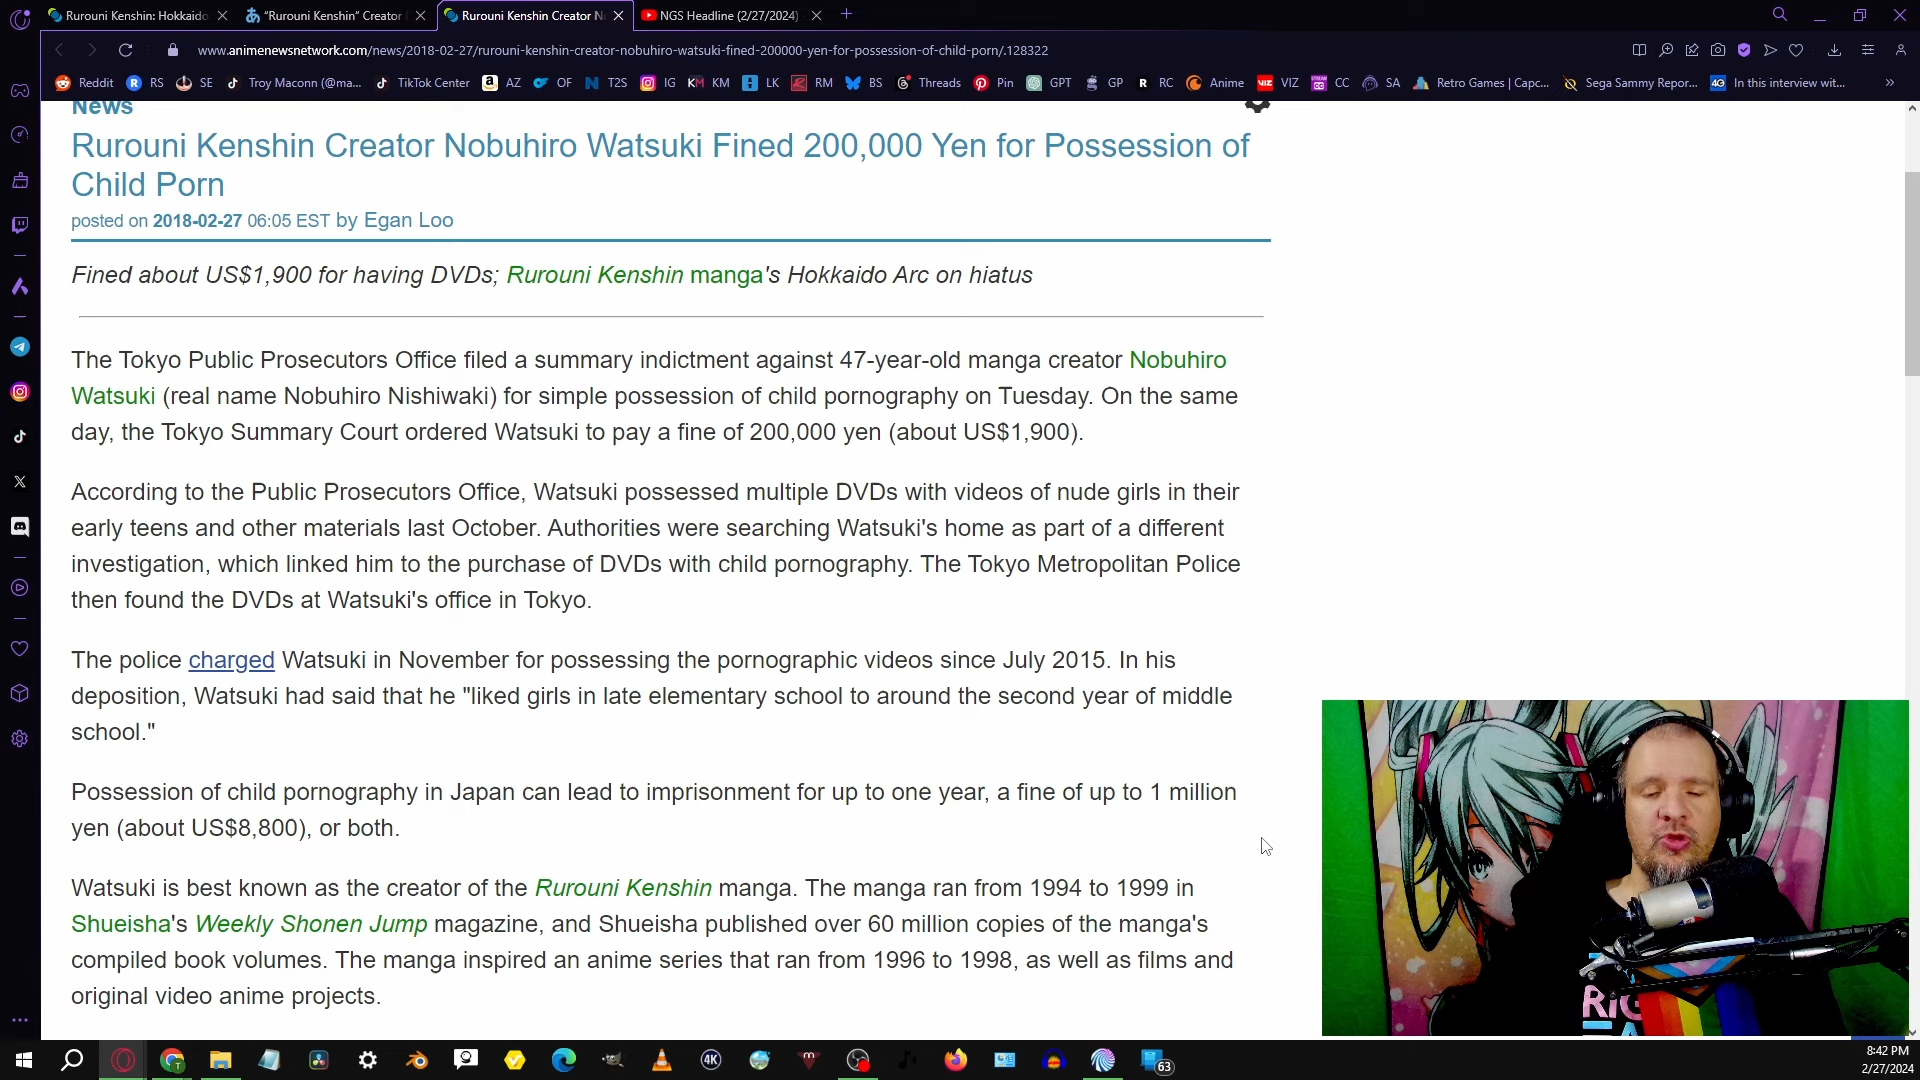 Rurouni Kenshin: Hokkaido
"Rurouni Kenshin" Creator
Rurouni Kenshin Creator N
NGS Headline (2/27/2024)
www.animenewsnetwork.com/news/2018-02-27/rurouni-kenshin-creator-nobuhiro-watsuki-fined-200000-yen-for-possession-of-child-porn/.128322
Reddit RS SE Troy Maconn (@ma... TikTok Center AZ OF T2S IG KM LK RM BS Threads Pin GPT GP RC Anime VIZ CC SA Retro Games | Capc... Sega Sammy Repor... In this interview wit...
News
Rurouni Kenshin Creator Nobuhiro Watsuki Fined 200,000 Yen for Possession of
Child Porn
posted on 2018-02-27 06:05 EST by Egan Loo
Fined about US$1,900 for having DVDs; Rurouni Kenshin manga's Hokkaido Arc on hiatus
The Tokyo Public Prosecutors Office filed a summary indictment against 47-year-old manga creator Nobuhiro
Watsuki (real name Nobuhiro Nishiwaki) for simple possession of child pornography on Tuesday. On the same
day, the Tokyo Summary Court ordered Watsuki to pay a fine of 200,000 yen (about US$1,900).
According to the Public Prosecutors Office, Watsuki possessed multiple DVDs with videos of nude girls in their
early teens and other materials last October. Authorities were searching Watsuki's home as part of a different
investigation, which linked him to the purchase of DVDs with child pornography. The Tokyo Metropolitan Police
then found the DVDs at Watsuki's office in Tokyo.
The police charged Watsuki in November for possessing the pornographic videos since July 2015. In his
deposition, Watsuki had said that he "liked girls in late elementary school to around the second year of middle
school."
Possession of child pornography in Japan can lead to imprisonment for up to one year, a fine of up to 1 million
yen (about US$8,800), or both.
Watsuki is best known as the creator of the Rurouni Kenshin manga. The manga ran from 1994 to 1999 in
Shueisha's Weekly Shonen Jump magazine, and Shueisha published over 60 million copies of the manga's
compiled book volumes. The manga inspired an anime series that ran from 1996 to 1998, as well as films and
original video anime projects.
63
8:42 PM
2/27/2024